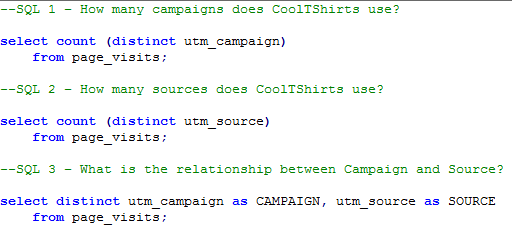 --SQL 1 - How many campaigns does CoolTShirts use?
select count (distinct utm_campaign)
from page_visits;
--SQL 2 - How many sources does CoolTShirts use?
select count (distinct utm_source)
from page_visits;
--SQL 3 - What is the relationship between Campaign and Source?
select distinct utm_campaign as CAMPAIGN, utm_source as SOURCE
from page_visits;